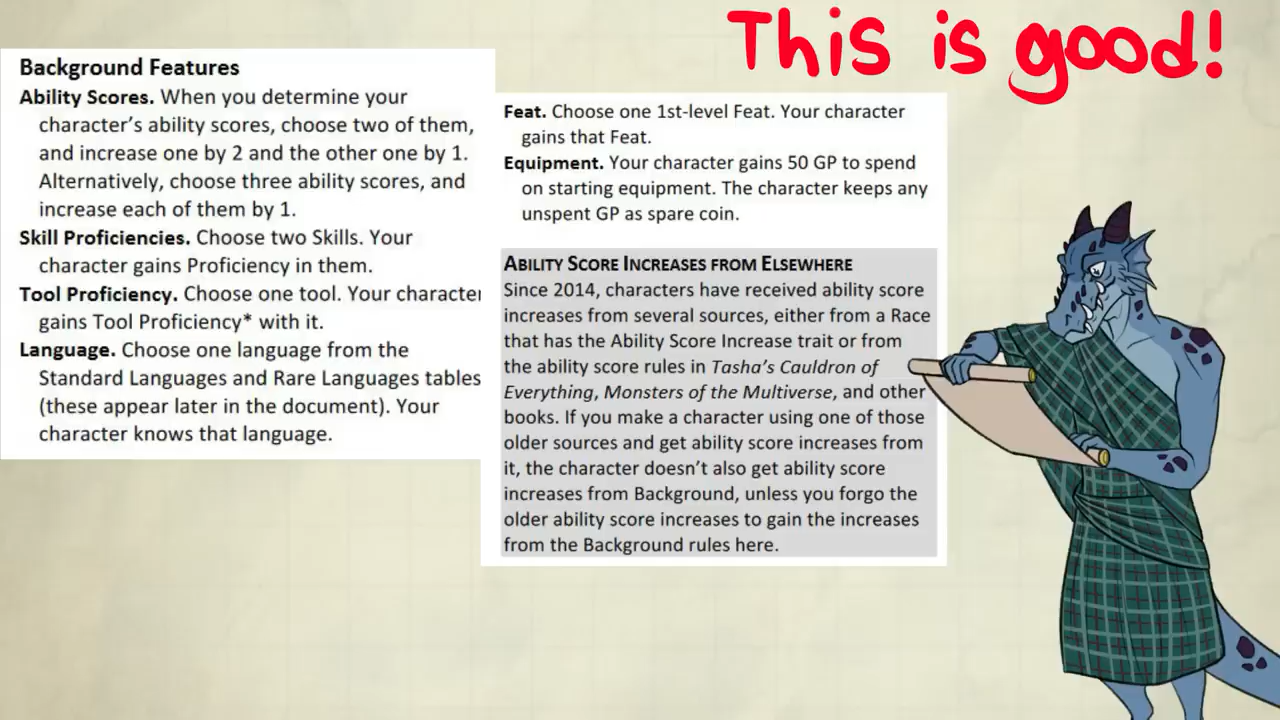 This is good!
Background Features
Ability Scores. When you determine your
character's ability scores, choose two of them,
and increase one by 2 and the other one by 1.
Alternatively, choose three ability scores, and
increase each of them by 1.
Skill Proficiencies. Choose two Skills. Your
character gains Proficiency in them.
Tool Proficiency. Choose one tool. Your character
gains Tool Proficiency* with it.
Language. Choose one language from the
Standard Languages and Rare Languages tables
(these appear later in the document). Your
character knows that language.
Feat. Choose one 1st-level Feat. Your character
gains that Feat.
Equipment. Your character gains 50 GP to spend
on starting equipment. The character keeps any
unspent GP as spare coin.
ABILITY SCORE INCREASES FROM ELSEWHERE
Since 2014, characters have received ability score
increases from several sources, either from a Race
that has the Ability Score Increase trait or from
the ability score rules in Tasha's Cauldron of
Everything, Monsters of the Multiverse, and other
books. If you make a character using one of those
older sources and get ability score increases from
it, the character doesn't also get ability score
increases from Background, unless you forgo the
older ability score increases to gain the increases
from the Background rules here.